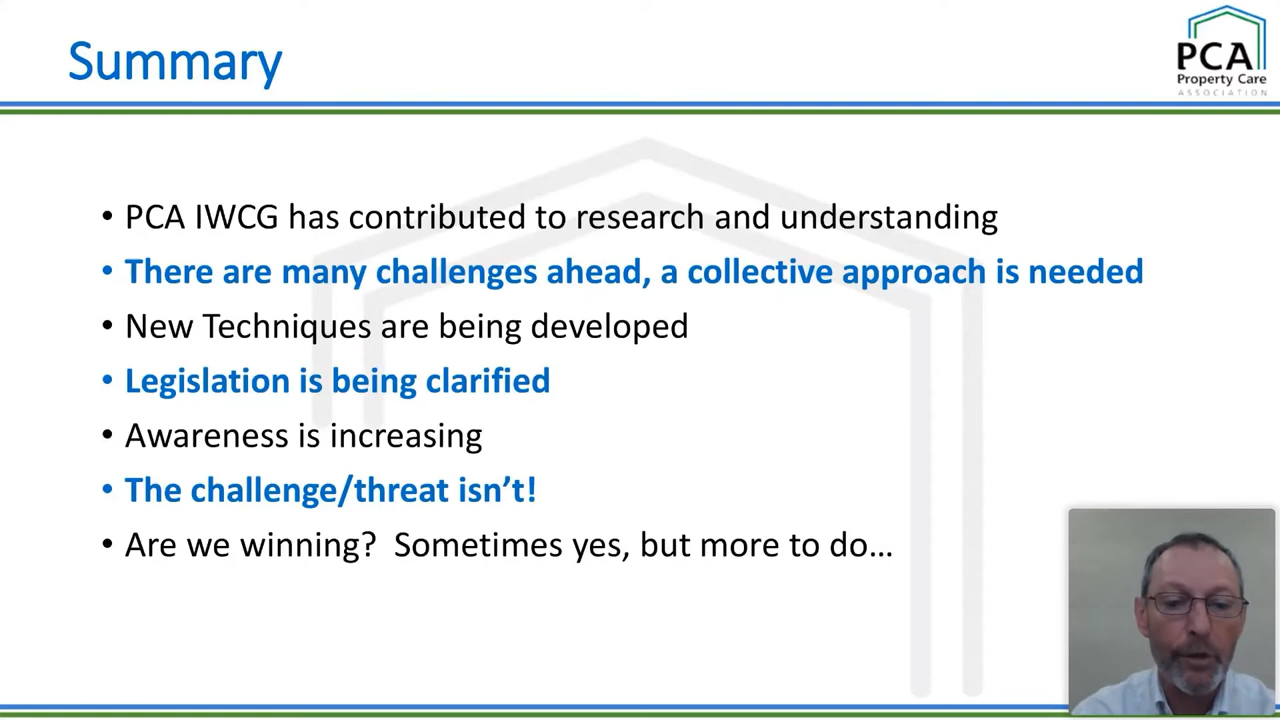 Summary
PCA
Property Care
ASSOCIATION
• PCA IWCG has contributed to research and understanding
• There are many challenges ahead, a collective approach is needed
• New Techniques are being developed
• Legislation is being clarified
• Awareness is increasing
• The challenge/threat isn’t!
• Are we winning?  Sometimes yes, but more to do…